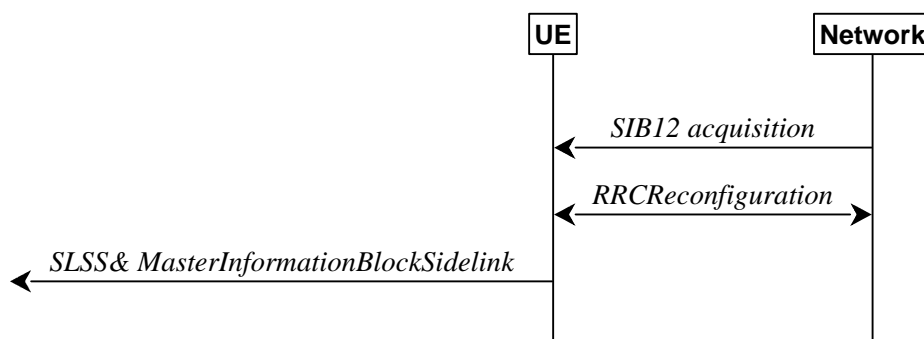 UE
Network
SIB12 acquisition
RRCReconfiguration
SLSS& MasterInformationBlockSidelink